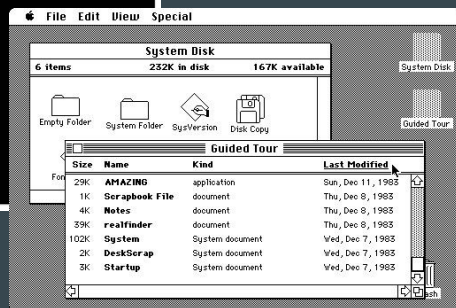 File Edit View Special
System Disk
6 items 232K in disk 167K available
Empty Folder System Folder SysVersion Disk Copy
System Disk
Guided Tour
Fon
Guided Tour
Size Name Kind Last Modified
29K AMAZING application Sun, Dec 11, 1983
1K Scrapbook File document Thu, Dec 8, 1983
4K Notes document Thu, Dec 8, 1983
39K realfinder document Thu, Dec 8, 1983
102K System System document Wed, Dec 7, 1983
2K DeskScrap System document Wed, Dec 7, 1983
3K Startup System document Wed, Dec 7, 1983
ash